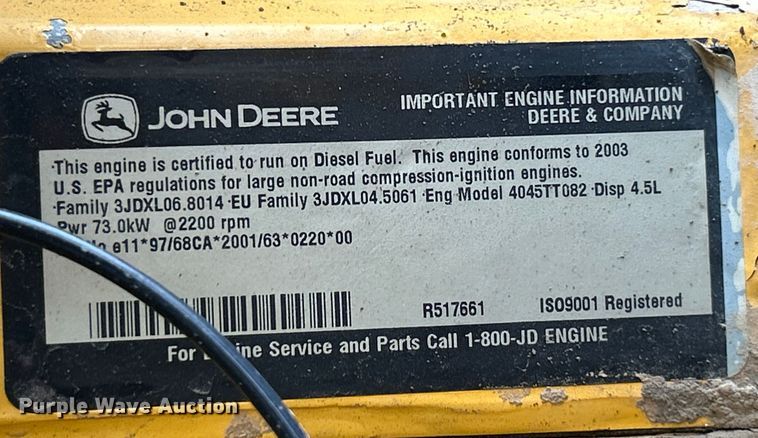 JOHN DEERE
IMPORTANT ENGINE INFORMATION
DEERE & COMPANY
This engine is certified to run on Diesel Fuel. This engine conforms to 2003
U.S. EPA regulations for large non-road compression-ignition engines.
Family 3JDXL06.8014 EU Family 3JDXL04.5061 Eng Model 4045TT082 Disp 4.5L
Pwr 73.0kW @2200 rpm
e11*97/68CA*2001/63*0220*00
R517661 ISO9001 Registered
For Engine Service and Parts Call 1-800-JD ENGINE
Purple Wave Auction